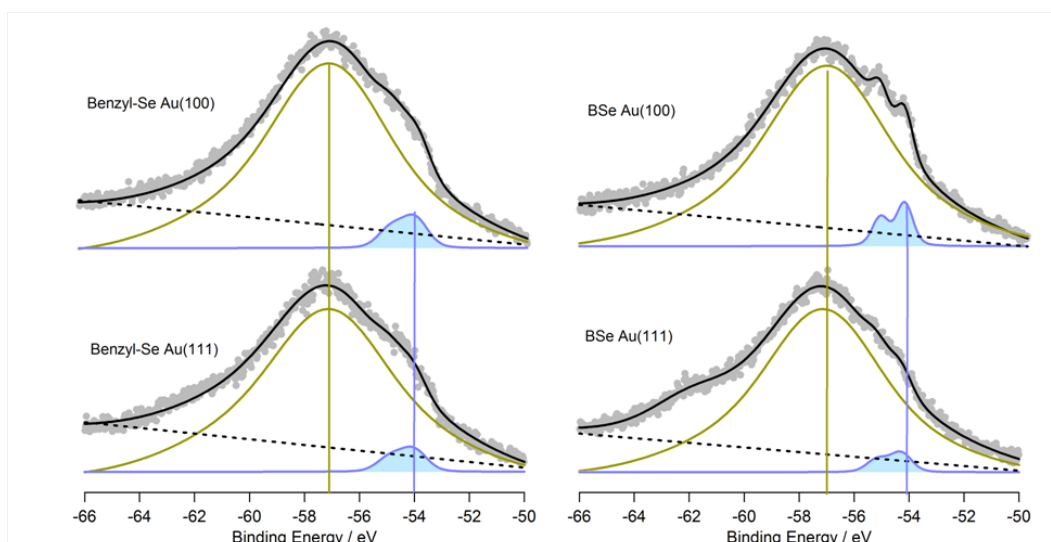 Benzyl-Se Au(100)
BSe Au(100)
Benzyl-Se Au(111)
BSe Au(111)
-66 -64 -62 -60 -58 -56 -54 -52 -50
-66 -64 -62 -60 -58 -56 -54 -52 -50
Binding Energy / eV
Binding Energy / eV